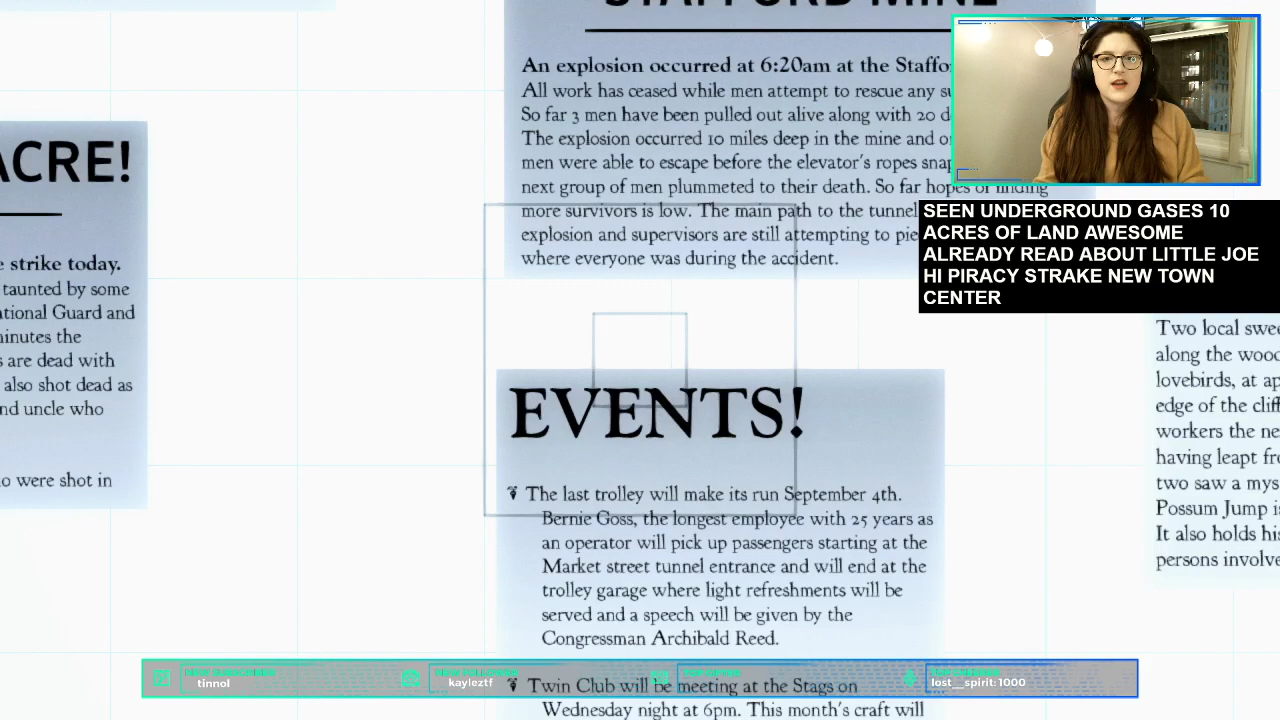 STAFFORD MINE
An explosion occurred at 6:20am at the Staffo
All work has ceased while men attempt to rescue any su
So far 3 men have been pulled out alive along with 20 d
The explosion occurred 10 miles deep in the mine and o
men were able to escape before the elevator's ropes snap
next group of men plummeted to their death. So far hopes of finding
more survivors is low. The main path to the tunnel
explosion and supervisors are still attempting to pie
where everyone was during the accident.
ACRE!
e strike today.
taunted by some
ational Guard and
minutes the
s are dead with
also shot dead as
nd uncle who
o were shot in
SEEN UNDERGROUND GASES 10
ACRES OF LAND AWESOME
ALREADY READ ABOUT LITTLE JOE
HI PIRACY STRAKE NEW TOWN
CENTER
EVENTS!
The last trolley will make its run September 4th.
Bernie Goss, the longest employee with 25 years as
an operator will pick up passengers starting at the
Market street tunnel entrance and will end at the
trolley garage where light refreshments will be
served and a speech will be given by the
Congressman Archibald Reed.
Twin Club will be meeting at the Stags on
Wednesday night at 6pm. This month's craft will
Two local swee
along the wood
lovebirds, at ap
edge of the cliff
workers the ne
having leapt fro
two saw a mys
Possum Jump is
It also holds his
persons involve
tinnol
kayleztf
lost__spirit:1000